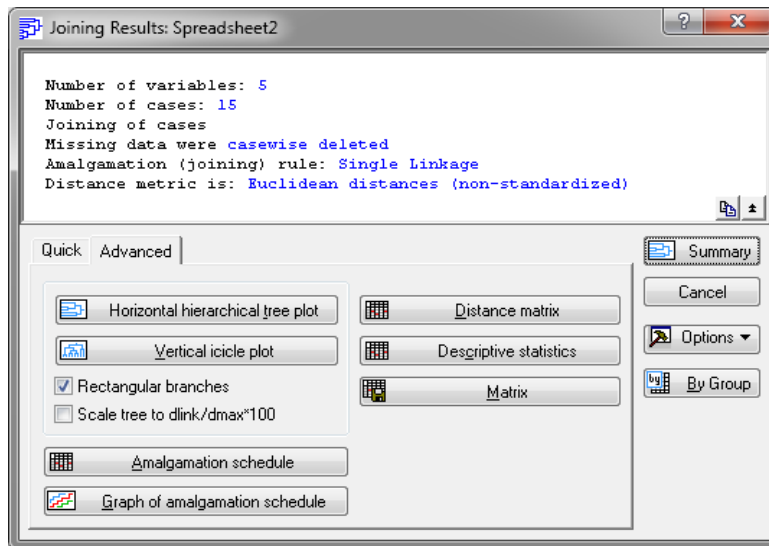 Joining Results: Spreadsheet2
Number of variables: 5
Number of cases: 15
Joining of cases
Missing data were casewise deleted
Amalgamation (joining) rule: Single Linkage
Distance metric is: Euclidean distances (non-standardized)
Quick Advanced
Horizontal hierarchical tree plot
Vertical icicle plot
Rectangular branches
Scale tree to dlink/dmax*100
Amalgamation schedule
Graph of amalgamation schedule
Distance matrix
Descriptive statistics
Matrix
Summary
Cancel
Options
by By Group